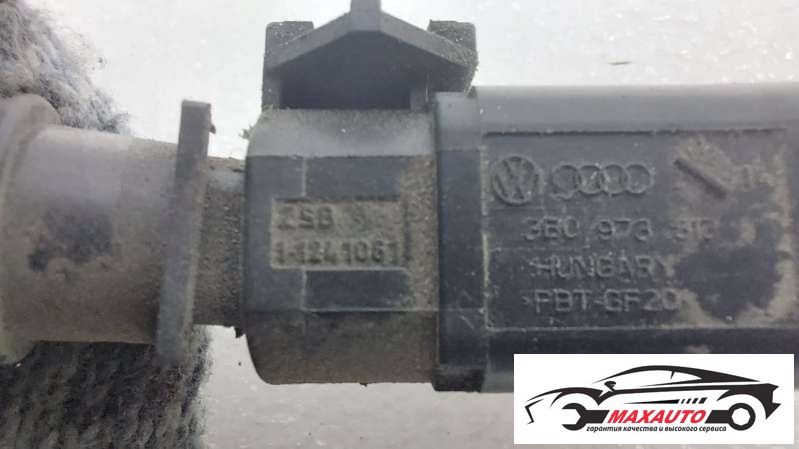 ZSB
1-1241061
3B0 973 813
HUNGARY
>PBT-GF20
MAXAUTO
гарантия качества и высокого сервиса